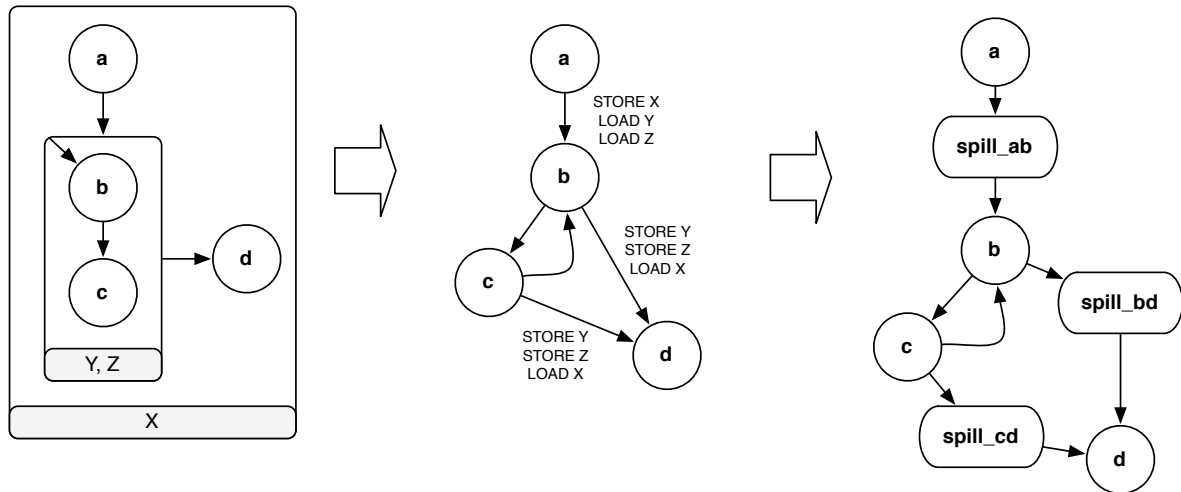 a
b
c
d
Y, Z
X
a
STORE X
LOAD Y
LOAD Z
b
STORE Y
STORE Z
LOAD X
c
STORE Y
STORE Z
LOAD X
d
a
spill_ab
b
spill_bd
c
spill_cd
d